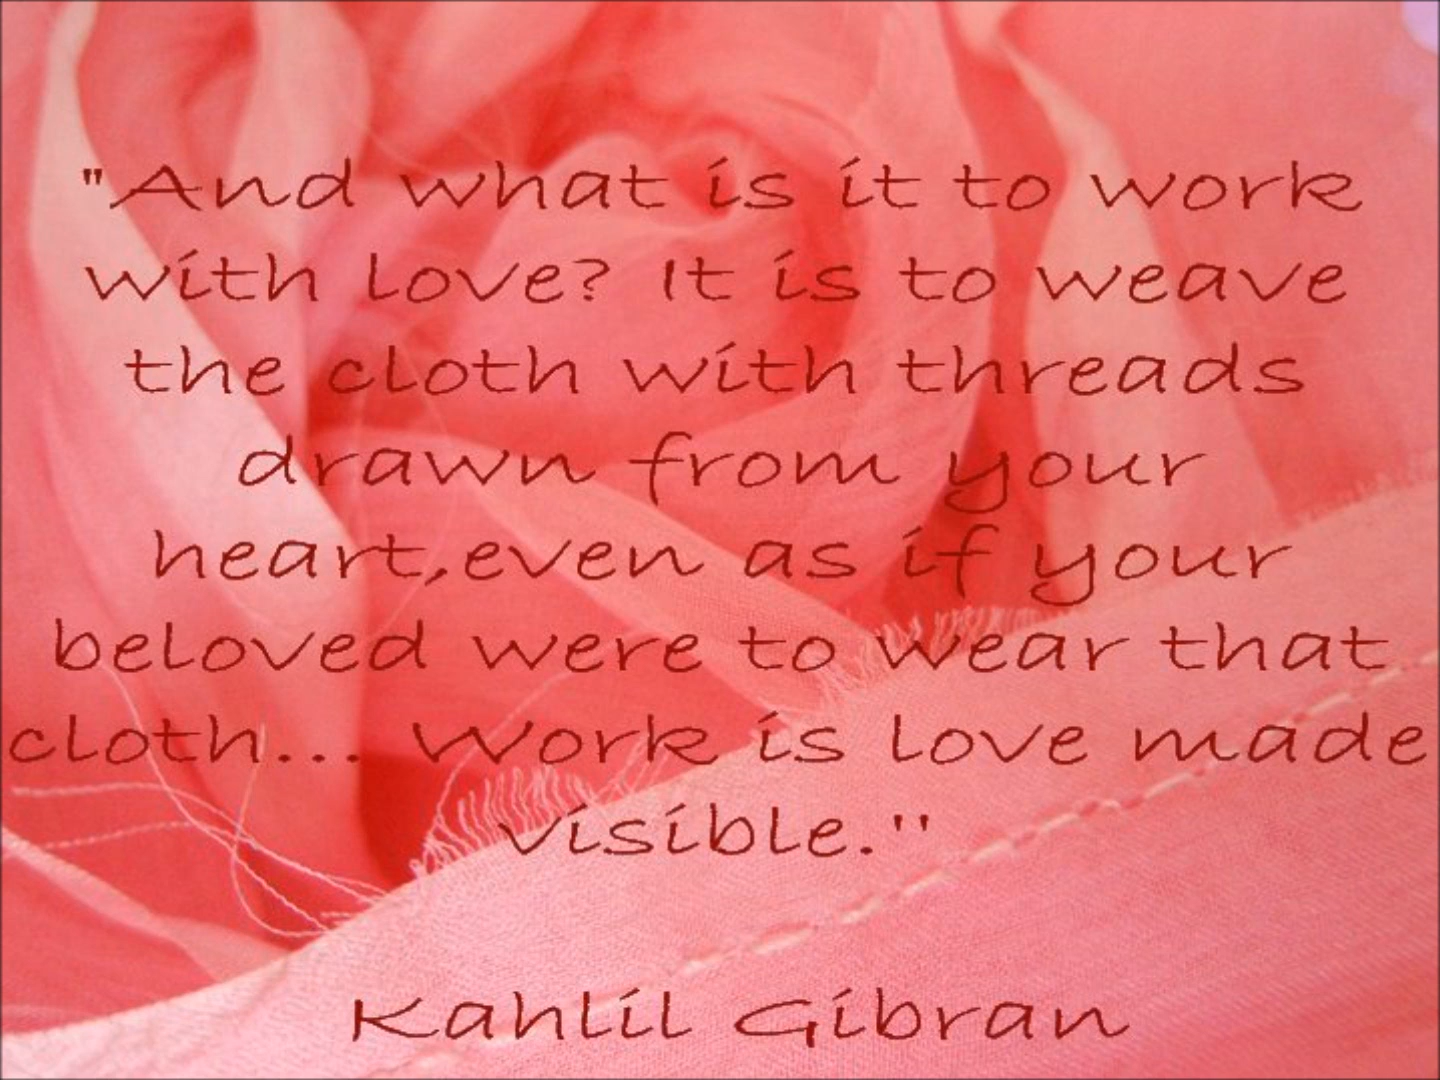 "And what is it to work
with love? It is to weave
the cloth with threads
drawn from your
heart,even as if your
beloved were to wear that
cloth... Work is love made
visible.''
Kahlil Gibran